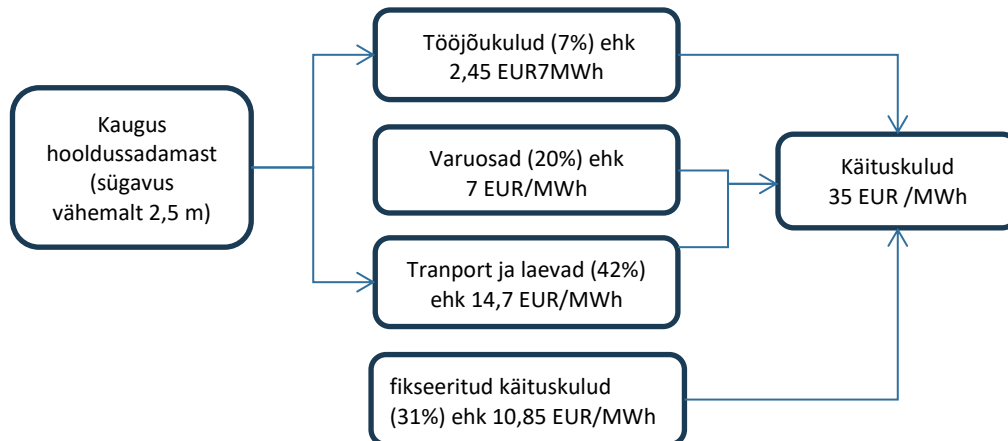 Kaugus
hooldussadamast
(sügavus
vähemalt 2,5 m)
Tööjõukulud (7%) ehk
2,45 EUR7MWh
Varuosad (20%) ehk
7 EUR/MWh
Tranport ja laevad (42%)
ehk 14,7 EUR/MWh
fikseeritud käituskulud
(31%) ehk 10,85 EUR/MWh
Käituskulud
35 EUR /MWh